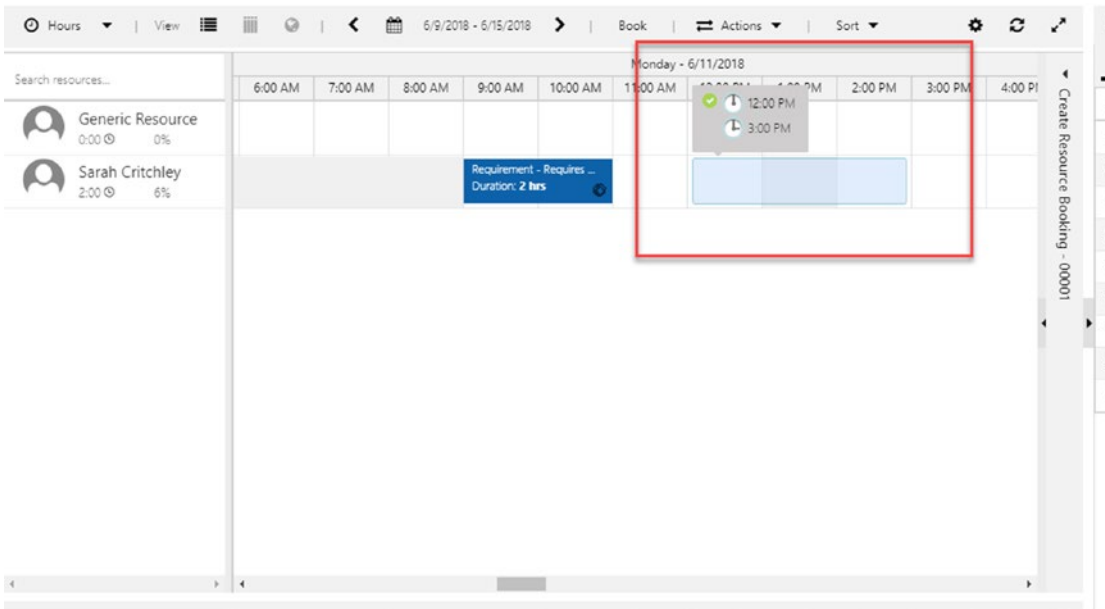 Hours | View | 6/9/2018 - 6/15/2018 | Book | Actions | Sort
Monday - 6/11/2018
Search resources...
6:00 AM 7:00 AM 8:00 AM 9:00 AM 10:00 AM 11:00 AM PM 2:00 PM 3:00 PM 4:00 P
12:00 PM
3:00 PM
Generic Resource
0:00 0%
Sarah Critchley
2:00 6%
Requirement - Requires ...
Duration: 2 hrs
Create Resource Booking - 00001